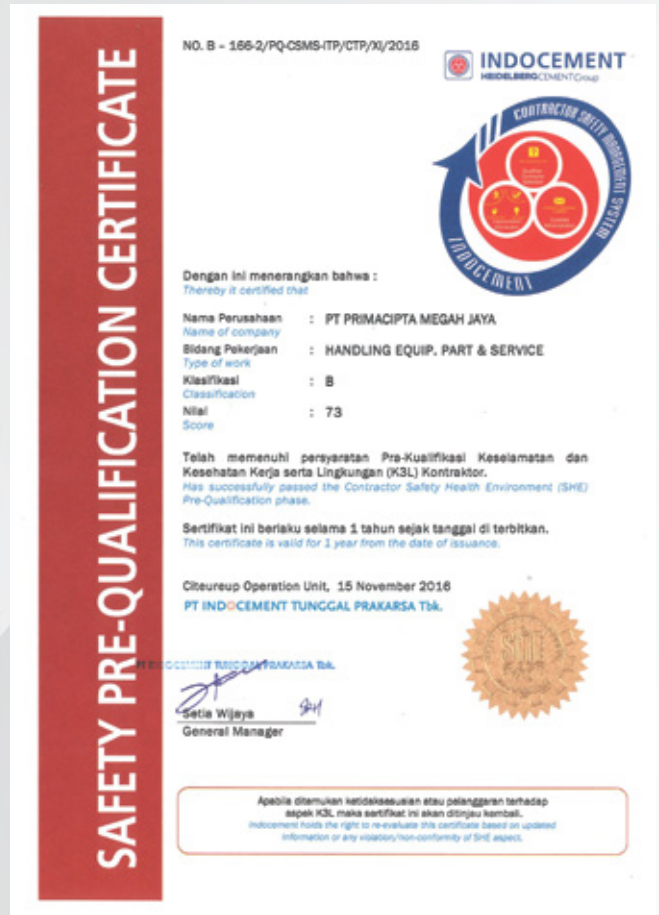 SAFETY PRE-QUALIFICATION CERTIFICATE
NO. B – 166-2/PQ-CSMS-ITP/CTP/XI/2016
INDOCEMENT
HEIDELBERGCEMENT Group
CONTRACTOR SAFETY MANAGEMENT SYSTEM
INDOCEMENT
Dengan ini menerangkan bahwa :
Thereby it certified that
Nama Perusahaan : PT PRIMACIPTA MEGAH JAYA
Name of company
Bidang Pekerjaan : HANDLING EQUIP. PART & SERVICE
Type of work
Klasifikasi : B
Classification
Nilai : 73
Score
Telah memenuhi persyaratan Pra-Kualifikasi Keselamatan dan
Kesehatan Kerja serta Lingkungan (K3L) Kontraktor.
Has successfully passed the Contractor Safety Health Environment (SHE)
Pre-Qualification phase.
Sertifikat ini berlaku selama 1 tahun sejak tanggal di terbitkan.
This certificate is valid for 1 year from the date of issuance.
Citeureup Operation Unit, 15 November 2016
PT INDOCEMENT TUNGGAL PRAKARSA Tbk.
PT INDOCEMENT TUNGGAL PRAKARSA Tbk.
Setia Wijaya
General Manager
Apabila ditemukan ketidaksesuaian atau pelanggaran terhadap
aspek K3L maka sertifikat ini akan ditinjau kembali.
Indocement holds the right to re-evaluate this certificate based on updated
information or any violation/non-conformity of SHE aspect.